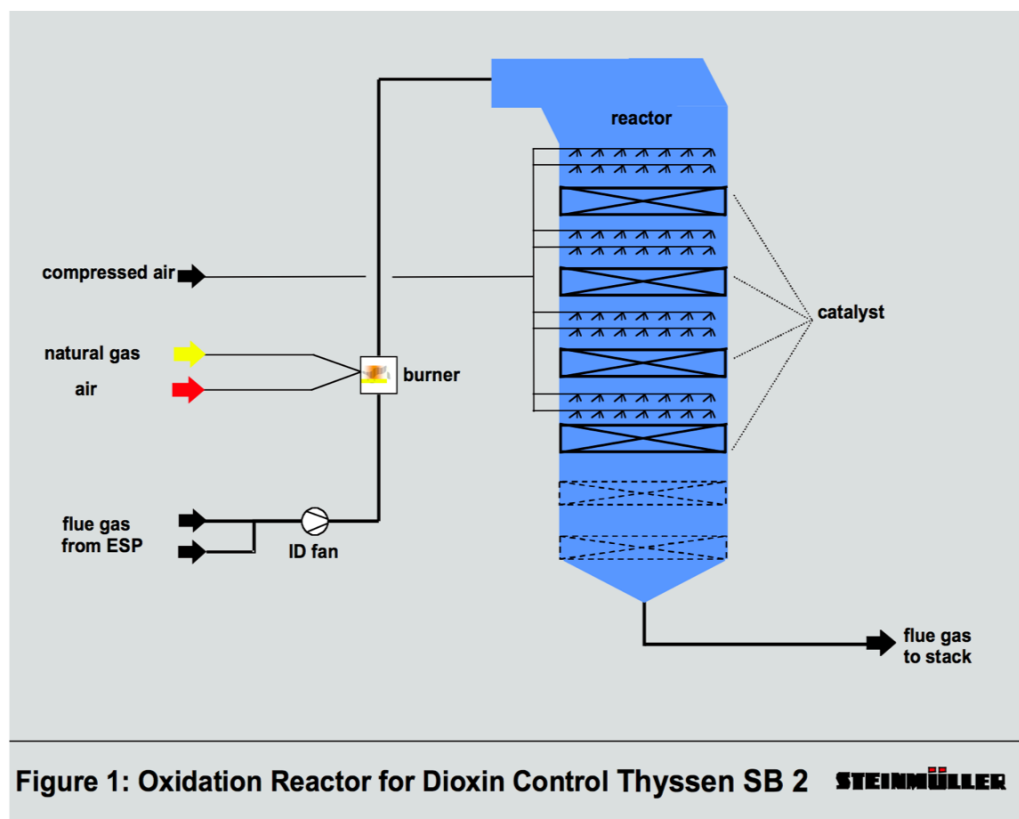 reactor
compressed air
catalyst
natural gas
air
burner
flue gas
from ESP
ID fan
flue gas
to stack
Figure 1: Oxidation Reactor for Dioxin Control Thyssen SB 2
STEINMÜLLER